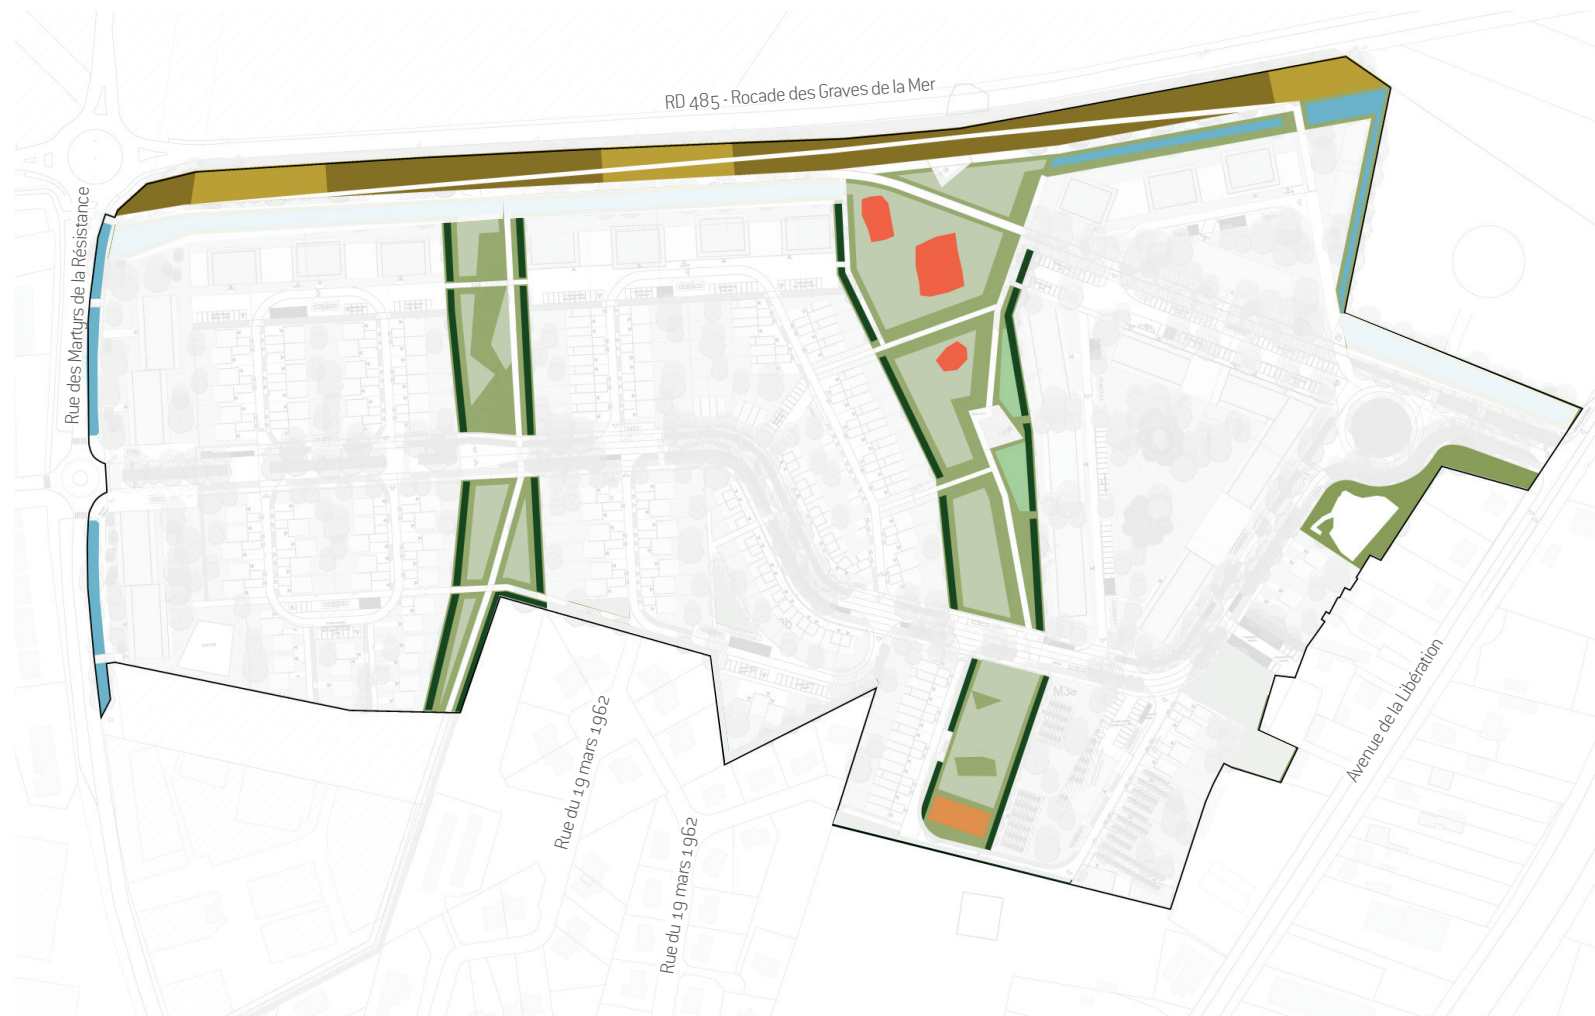 RD 485 - Rocade des Graves de la Mer
Rue des Martyrs de la Résistance
Rue du 19 mars 1962
Rue du 19 mars 1962
Avenue de la Libération
M3a